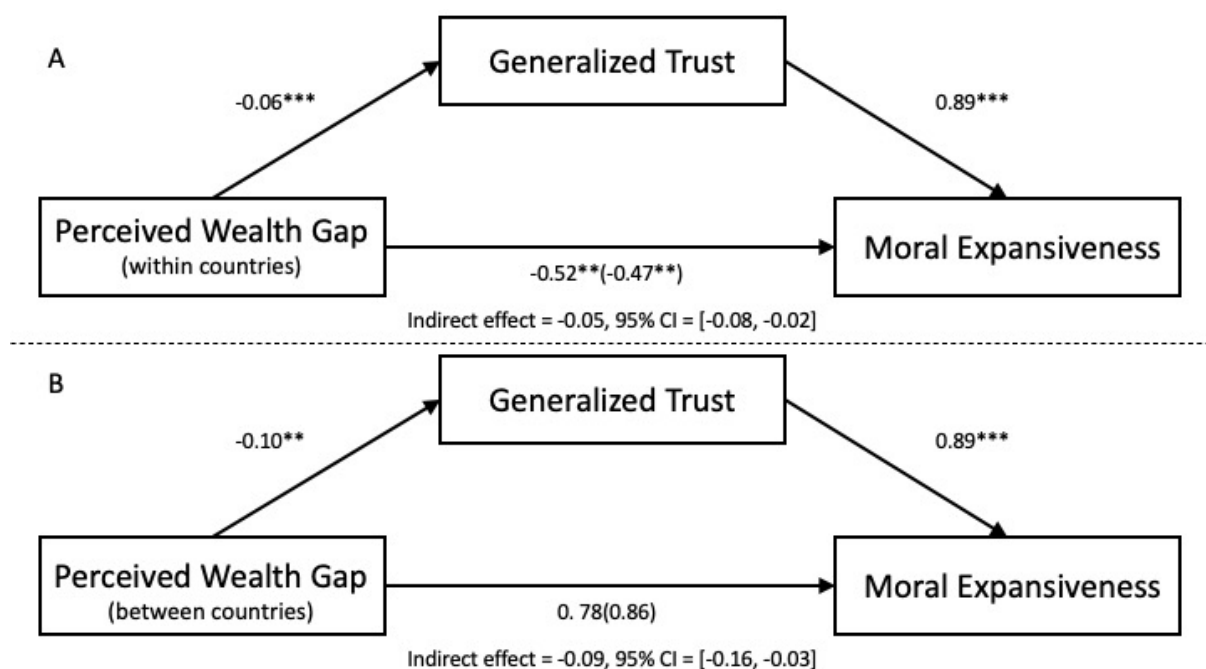 A
Generalized Trust
-0.06***
0.89***
Perceived Wealth Gap
(within countries)
Moral Expansiveness
-0.52**(-0.47**)
Indirect effect = -0.05, 95% CI = [-0.08, -0.02]
B
Generalized Trust
-0.10**
0.89***
Perceived Wealth Gap
(between countries)
Moral Expansiveness
0. 78(0.86)
Indirect effect = -0.09, 95% CI = [-0.16, -0.03]